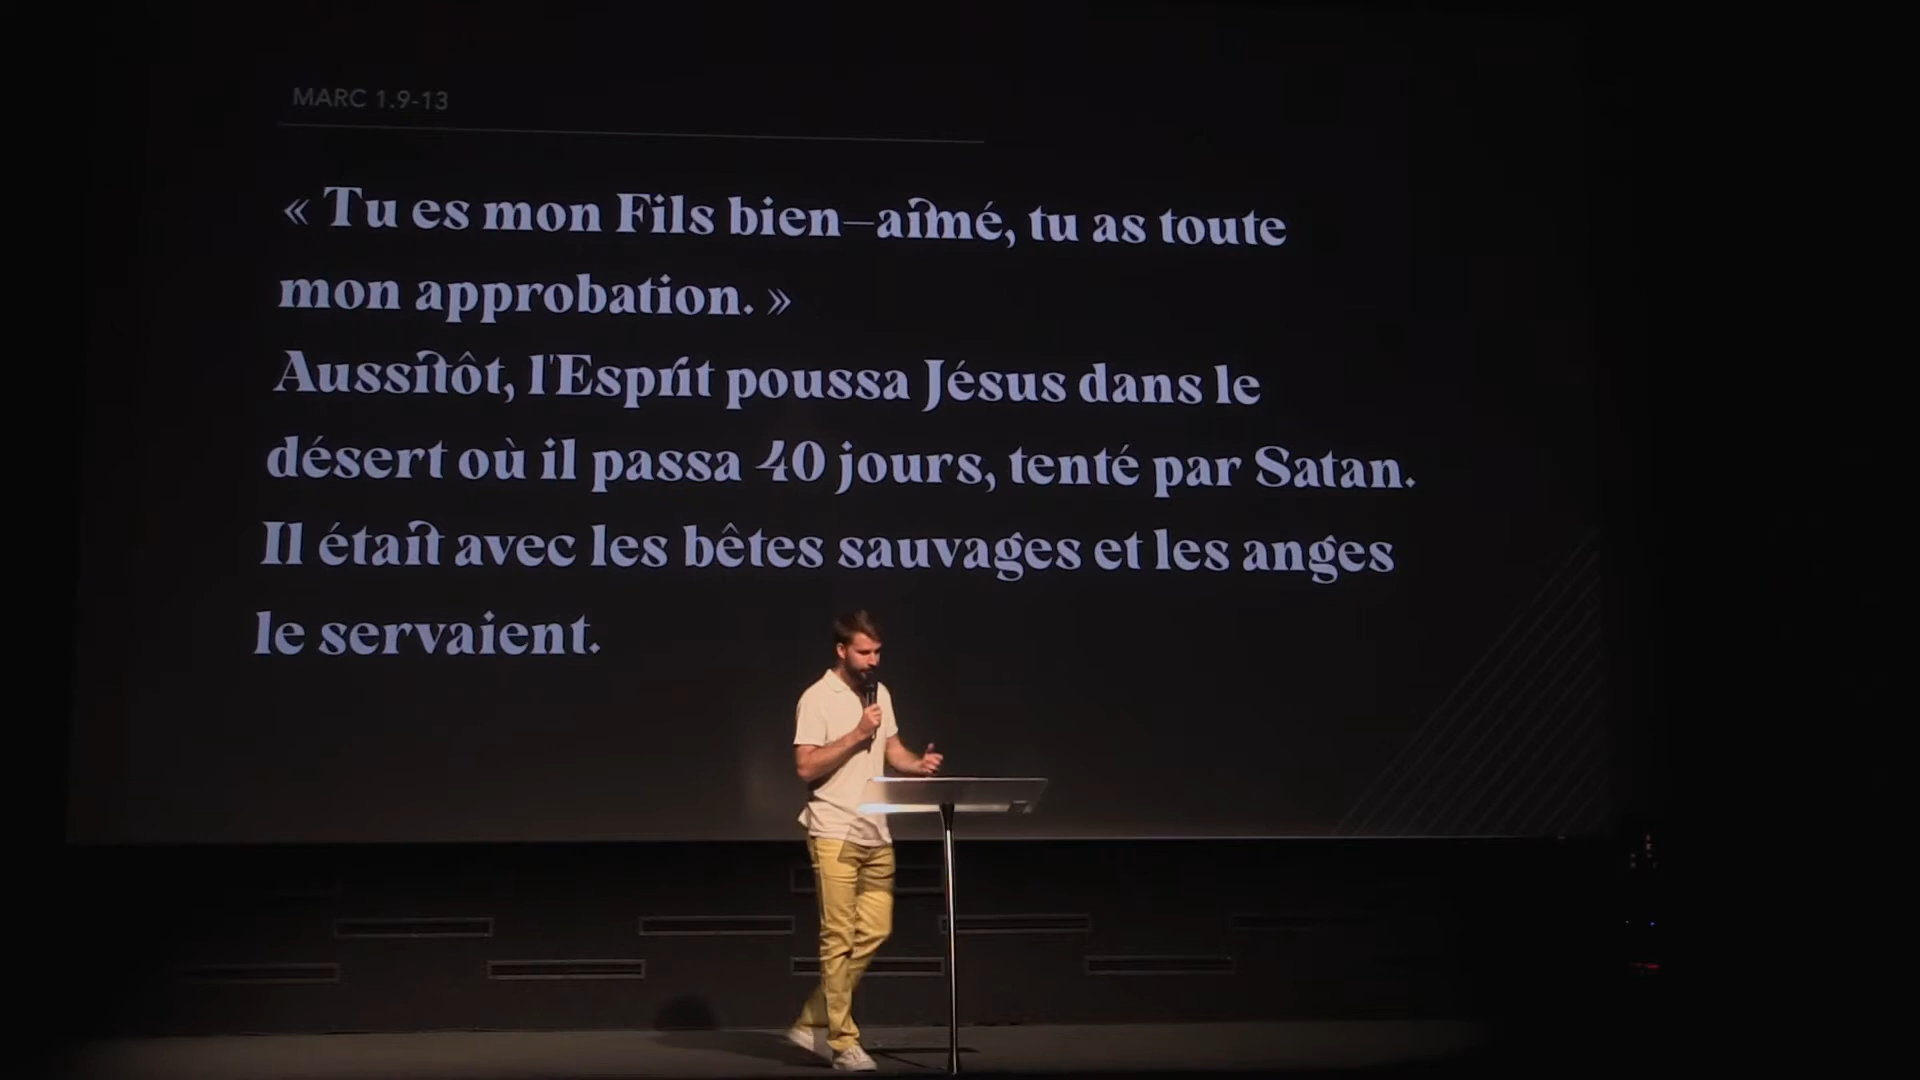 MARC 1.9-13
« Tu es mon Fils bien-aimé, tu as toute
mon approbation. »
Aussitôt, l'Esprit poussa Jésus dans le
désert où il passa 40 jours, tenté par Satan.
Il était avec les bêtes sauvages et les anges
le servaient.